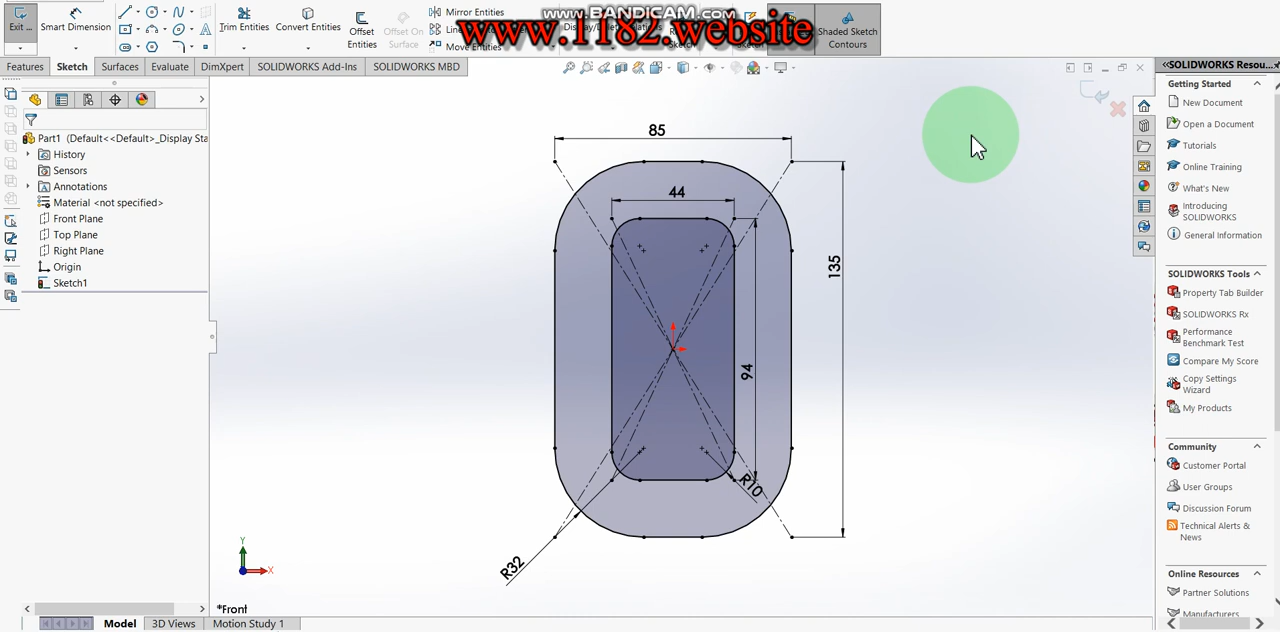 www.BANDICAM.com
www.1182.website
Exit ...
Smart Dimension
Trim Entities
Convert Entities
Offset
Entities
Offset On
Surface
Mirror Entities
Move Entities
Shaded Sketch
Contours
Features
Sketch
Surfaces
Evaluate
DimXpert
SOLIDWORKS Add-Ins
SOLIDWORKS MBD
Part1 (Default<<Default>_Display Sta
History
Sensors
Annotations
Material <not specified>
Front Plane
Top Plane
Right Plane
Origin
Sketch1
85
44
135
94
R10
R32
Y
X
*Front
Model
3D Views
Motion Study 1
SOLIDWORKS Resou...
Getting Started
New Document
Open a Document
Tutorials
Online Training
What's New
Introducing
SOLIDWORKS
General Information
SOLIDWORKS Tools
Property Tab Builder
SOLIDWORKS Rx
Performance
Benchmark Test
Compare My Score
Copy Settings
Wizard
My Products
Community
Customer Portal
User Groups
Discussion Forum
Technical Alerts &
News
Online Resources
Partner Solutions
Manufacturers